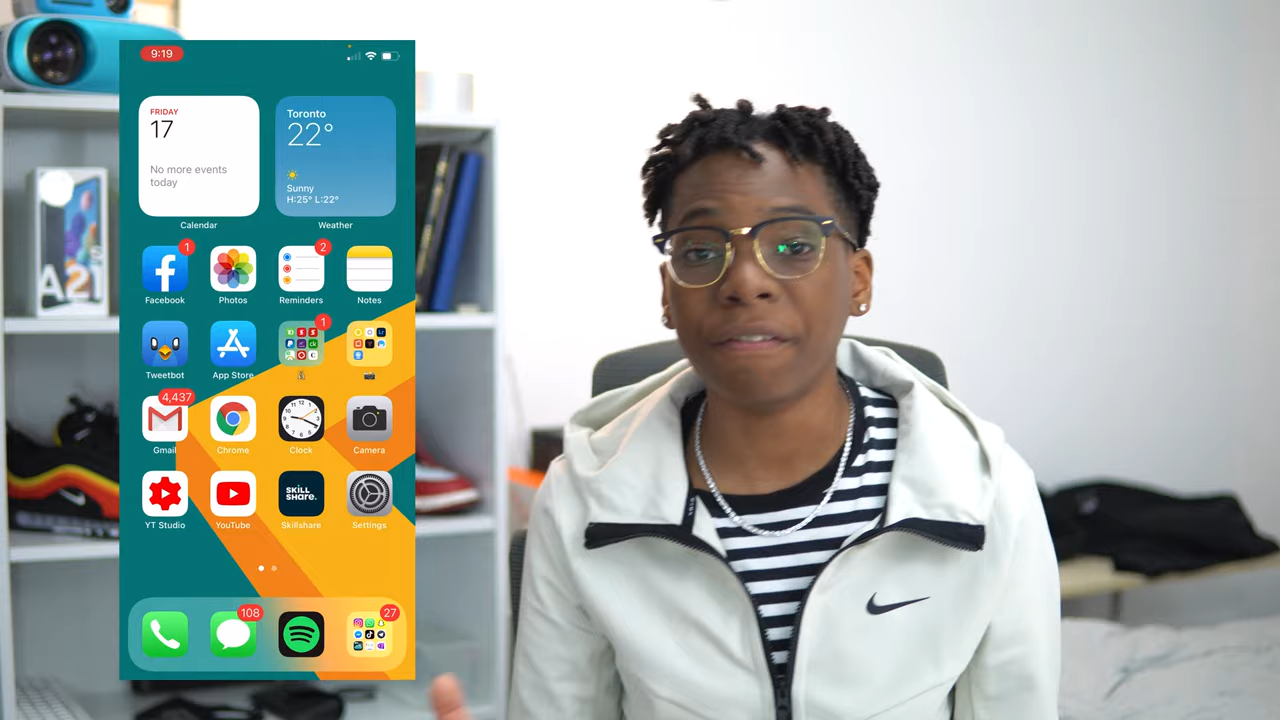 9:19
FRIDAY
17
No more events
today
Calendar
Toronto
22°
Sunny
H:25° L:22°
Weather
1
2
Facebook
Photos
Reminders
Notes
1
Tweetbot
App Store
4,437
Gmail
Chrome
Clock
Camera
SKILL
SHARE.
YT Studio
YouTube
Skillshare
Settings
108
27
A21